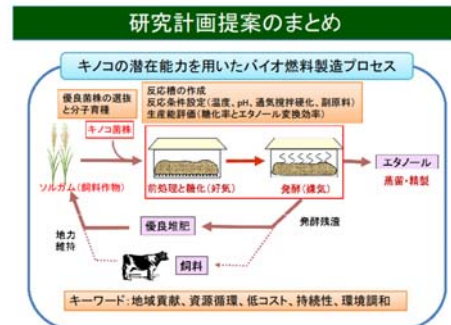 研究計画提案のまとめ
キノコの潜在能力を用いたバイオ燃料製造プロセス
優良菌株の選抜
と分子育種
反応槽の作成
反応条件設定(温度、pH、通気撹拌硬化、副原料)
生産能評価(糖化率とエタノール変換効率)
キノコ菌株
エタノール
蒸留・精製
ソルガム(飼料作物)
前処理と糖化(好気)
発酵(嫌気)
優良堆肥
発酵残渣
地力
維持
飼料
キーワード:地域貢献、資源循環、低コスト、持続性、環境調和